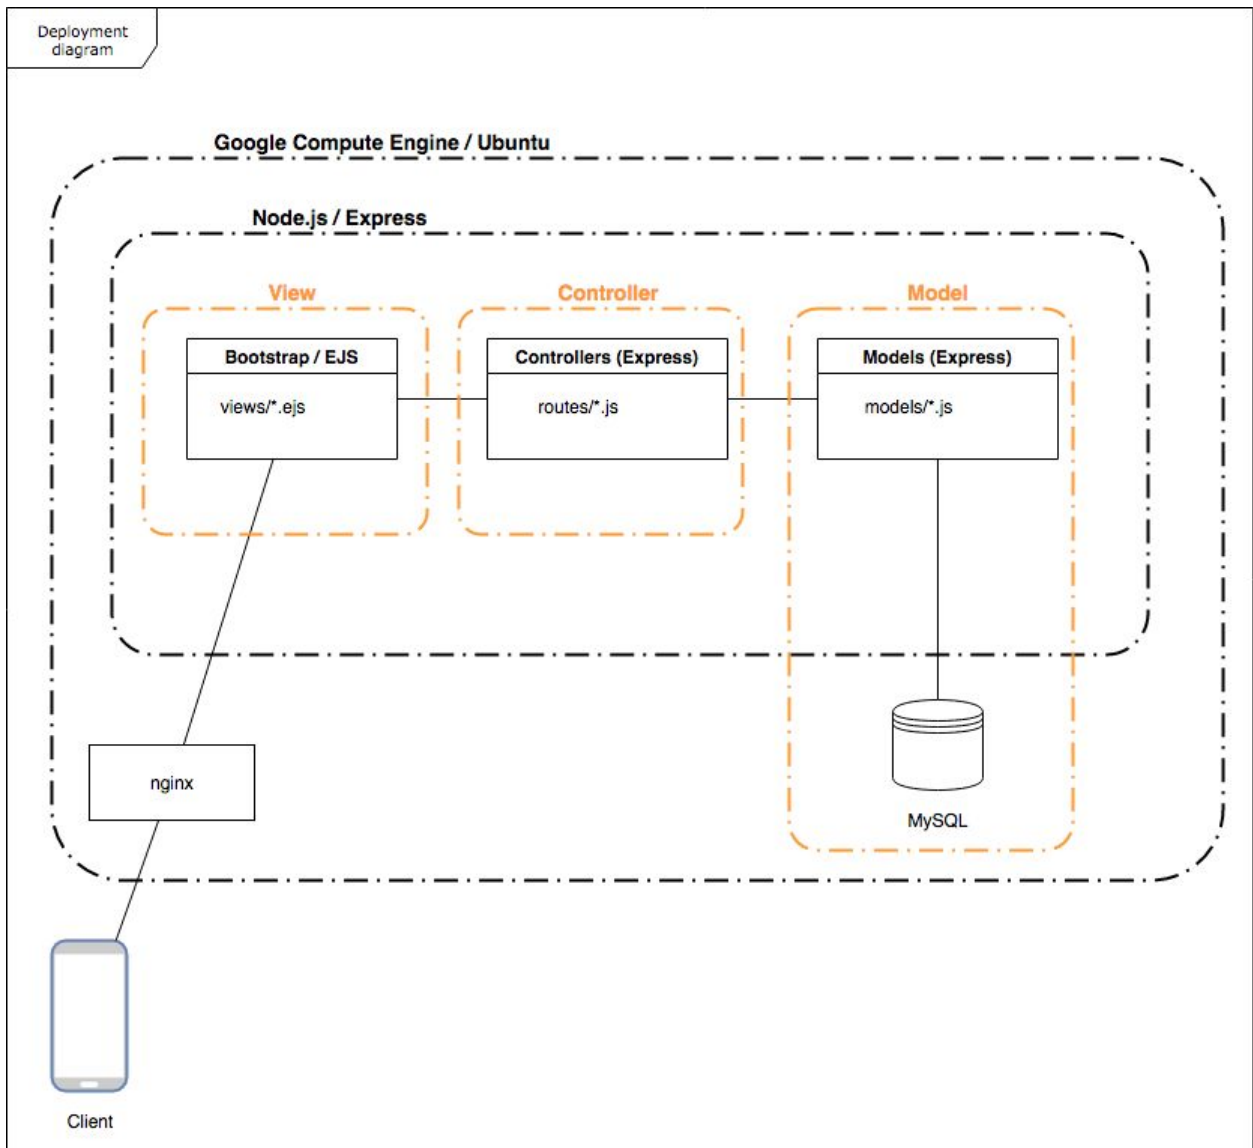 Deployment
diagram
Google Compute Engine / Ubuntu
Node.js / Express
View
Controller
Model
Bootstrap / EJS
Controllers (Express)
Models (Express)
views/*.ejs
routes/*.js
models/*.js
nginx
MySQL
Client